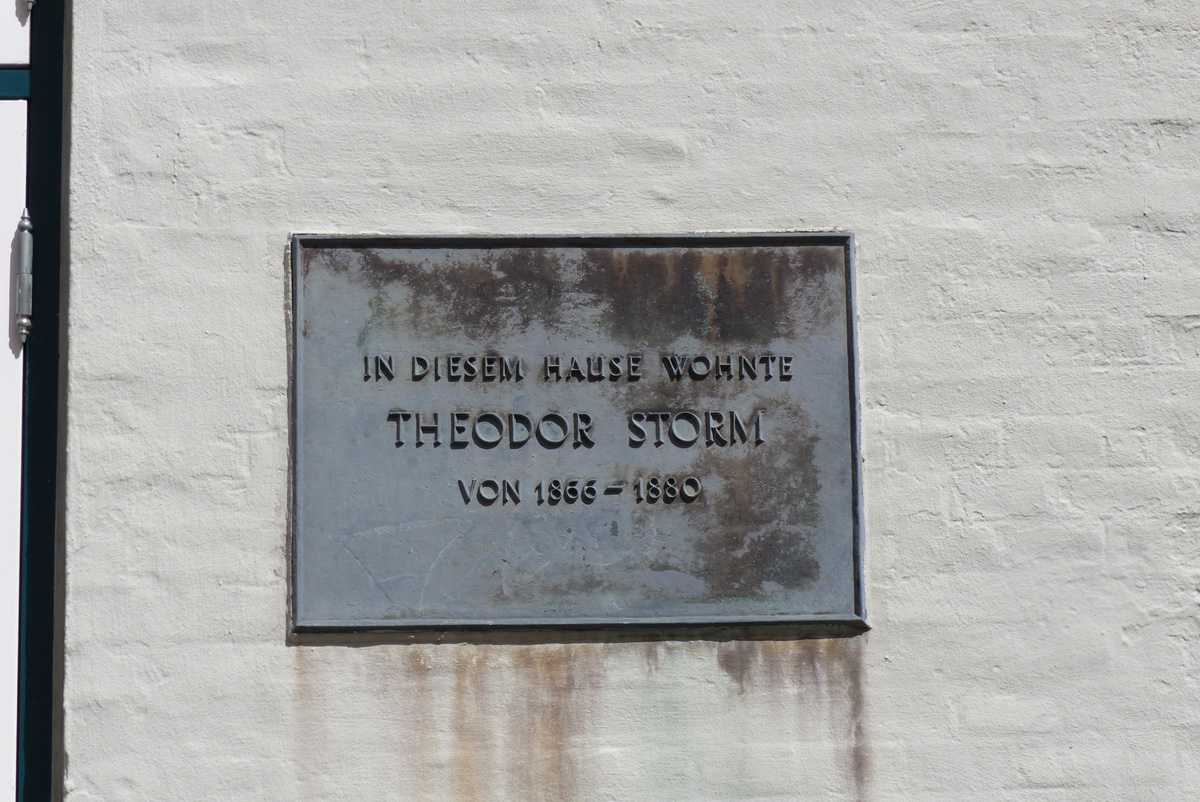 IN DIESEM HAUSE WOHNTE
THEODOR STORM
VON 1866 – 1880